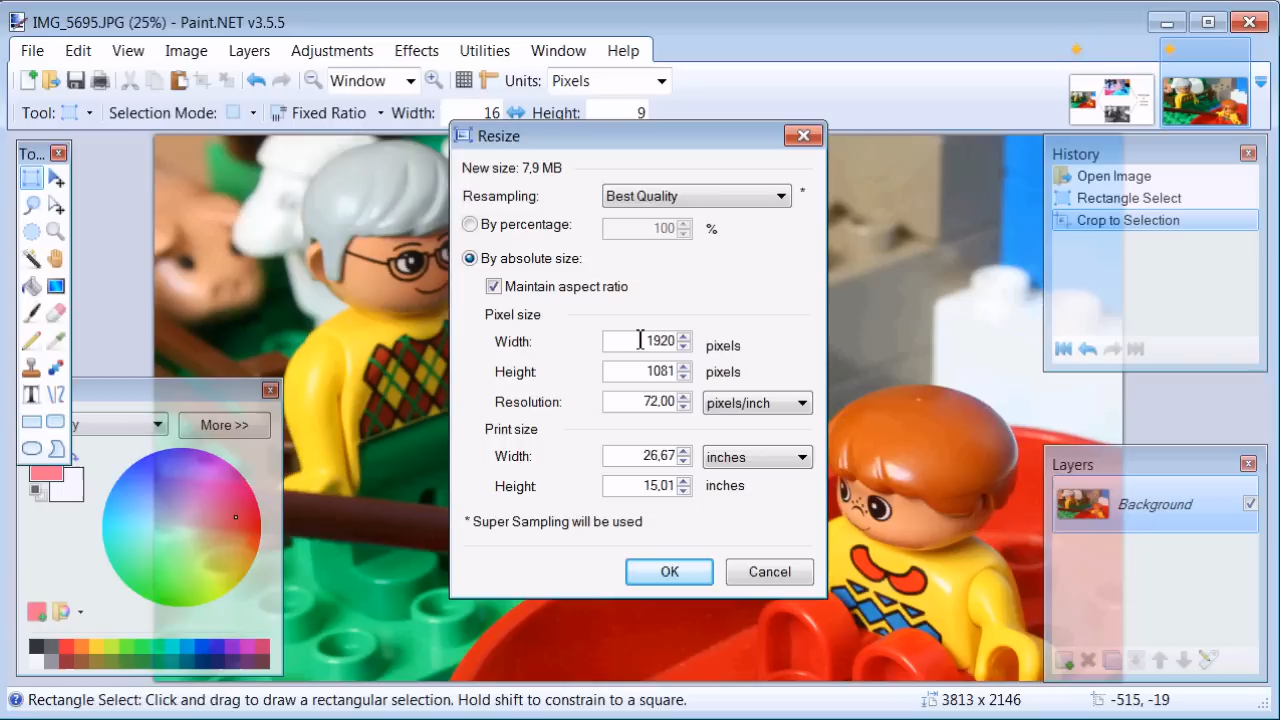 IMG_5695.JPG (25%) - Paint.NET v3.5.5
File Edit View Image Layers Adjustments Effects Utilities Window Help
Window Units: Pixels
Tool: Selection Mode: Fixed Ratio Width: 16 Height: 9
To...
Resize
New size: 7,9 MB
Resampling: Best Quality *
By percentage: 100 %
By absolute size:
Maintain aspect ratio
Pixel size
Width: 1920 pixels
Height: 1081 pixels
Resolution: 72,00 pixels/inch
Print size
Width: 26,67 inches
Height: 15,01 inches
* Super Sampling will be used
OK Cancel
History
Open Image
Rectangle Select
Crop to Selection
More >>
Layers
Background
Rectangle Select: Click and drag to draw a rectangular selection. Hold shift to constrain to a square.
3813 x 2146
-515, -19